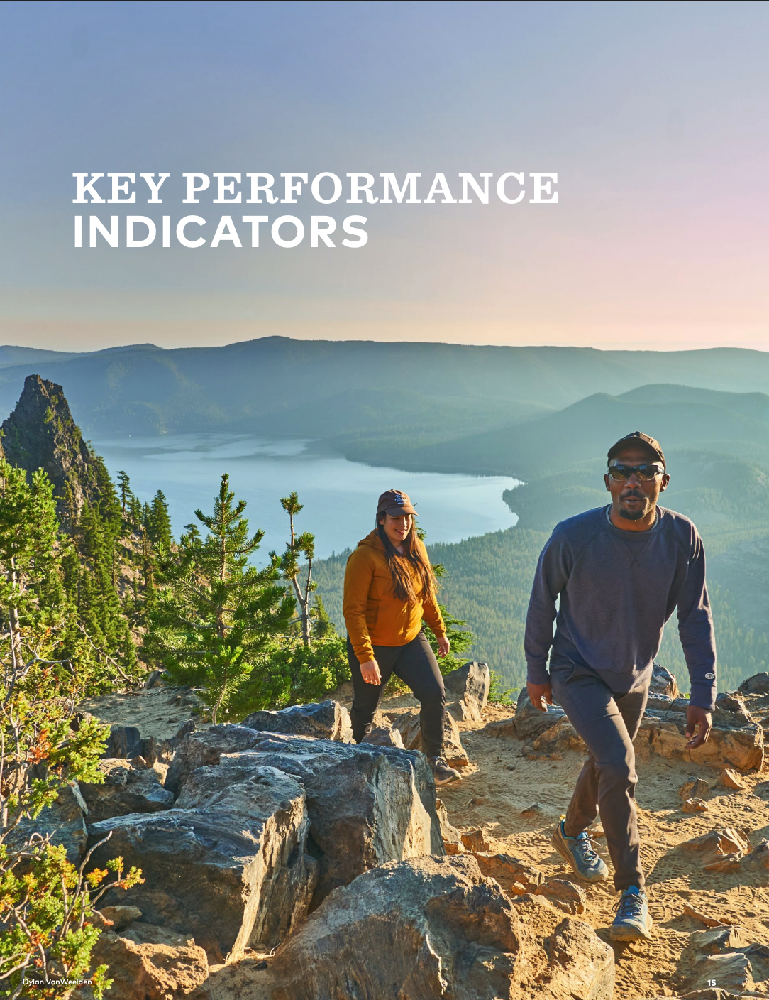 KEY PERFORMANCE
INDICATORS
Dylan VanWeelden
15